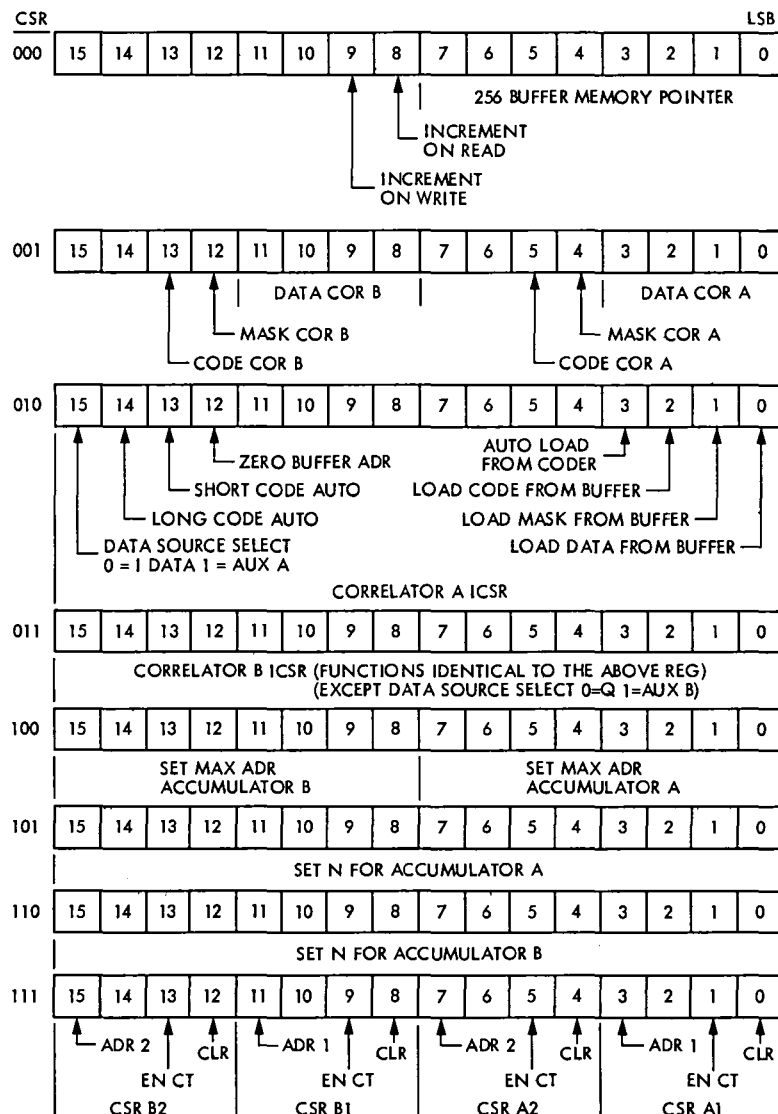 CSR LSB
000 15 14 13 12 11 10 9 8 7 6 5 4 3 2 1 0
256 BUFFER MEMORY POINTER
INCREMENT
ON READ
INCREMENT
ON WRITE
001 15 14 13 12 11 10 9 8 7 6 5 4 3 2 1 0
DATA COR B DATA COR A
MASK COR B MASK COR A
CODE COR B CODE COR A
010 15 14 13 12 11 10 9 8 7 6 5 4 3 2 1 0
ZERO BUFFER ADR AUTO LOAD
FROM CODER
SHORT CODE AUTO LOAD CODE FROM BUFFER
LONG CODE AUTO LOAD MASK FROM BUFFER
DATA SOURCE SELECT LOAD DATA FROM BUFFER
0 = I DATA 1 = AUX A
CORRELATOR A ICSR
011 15 14 13 12 11 10 9 8 7 6 5 4 3 2 1 0
CORRELATOR B ICSR (FUNCTIONS IDENTICAL TO THE ABOVE REG)
(EXCEPT DATA SOURCE SELECT 0=Q 1=AUX B)
100 15 14 13 12 11 10 9 8 7 6 5 4 3 2 1 0
SET MAX ADR SET MAX ADR
ACCUMULATOR B ACCUMULATOR A
101 15 14 13 12 11 10 9 8 7 6 5 4 3 2 1 0
SET N FOR ACCUMULATOR A
110 15 14 13 12 11 10 9 8 7 6 5 4 3 2 1 0
SET N FOR ACCUMULATOR B
111 15 14 13 12 11 10 9 8 7 6 5 4 3 2 1 0
ADR 2 CLR ADR 1 CLR ADR 2 CLR ADR 1 CLR
EN CT EN CT EN CT EN CT
CSR B2 CSR B1 CSR A2 CSR A1